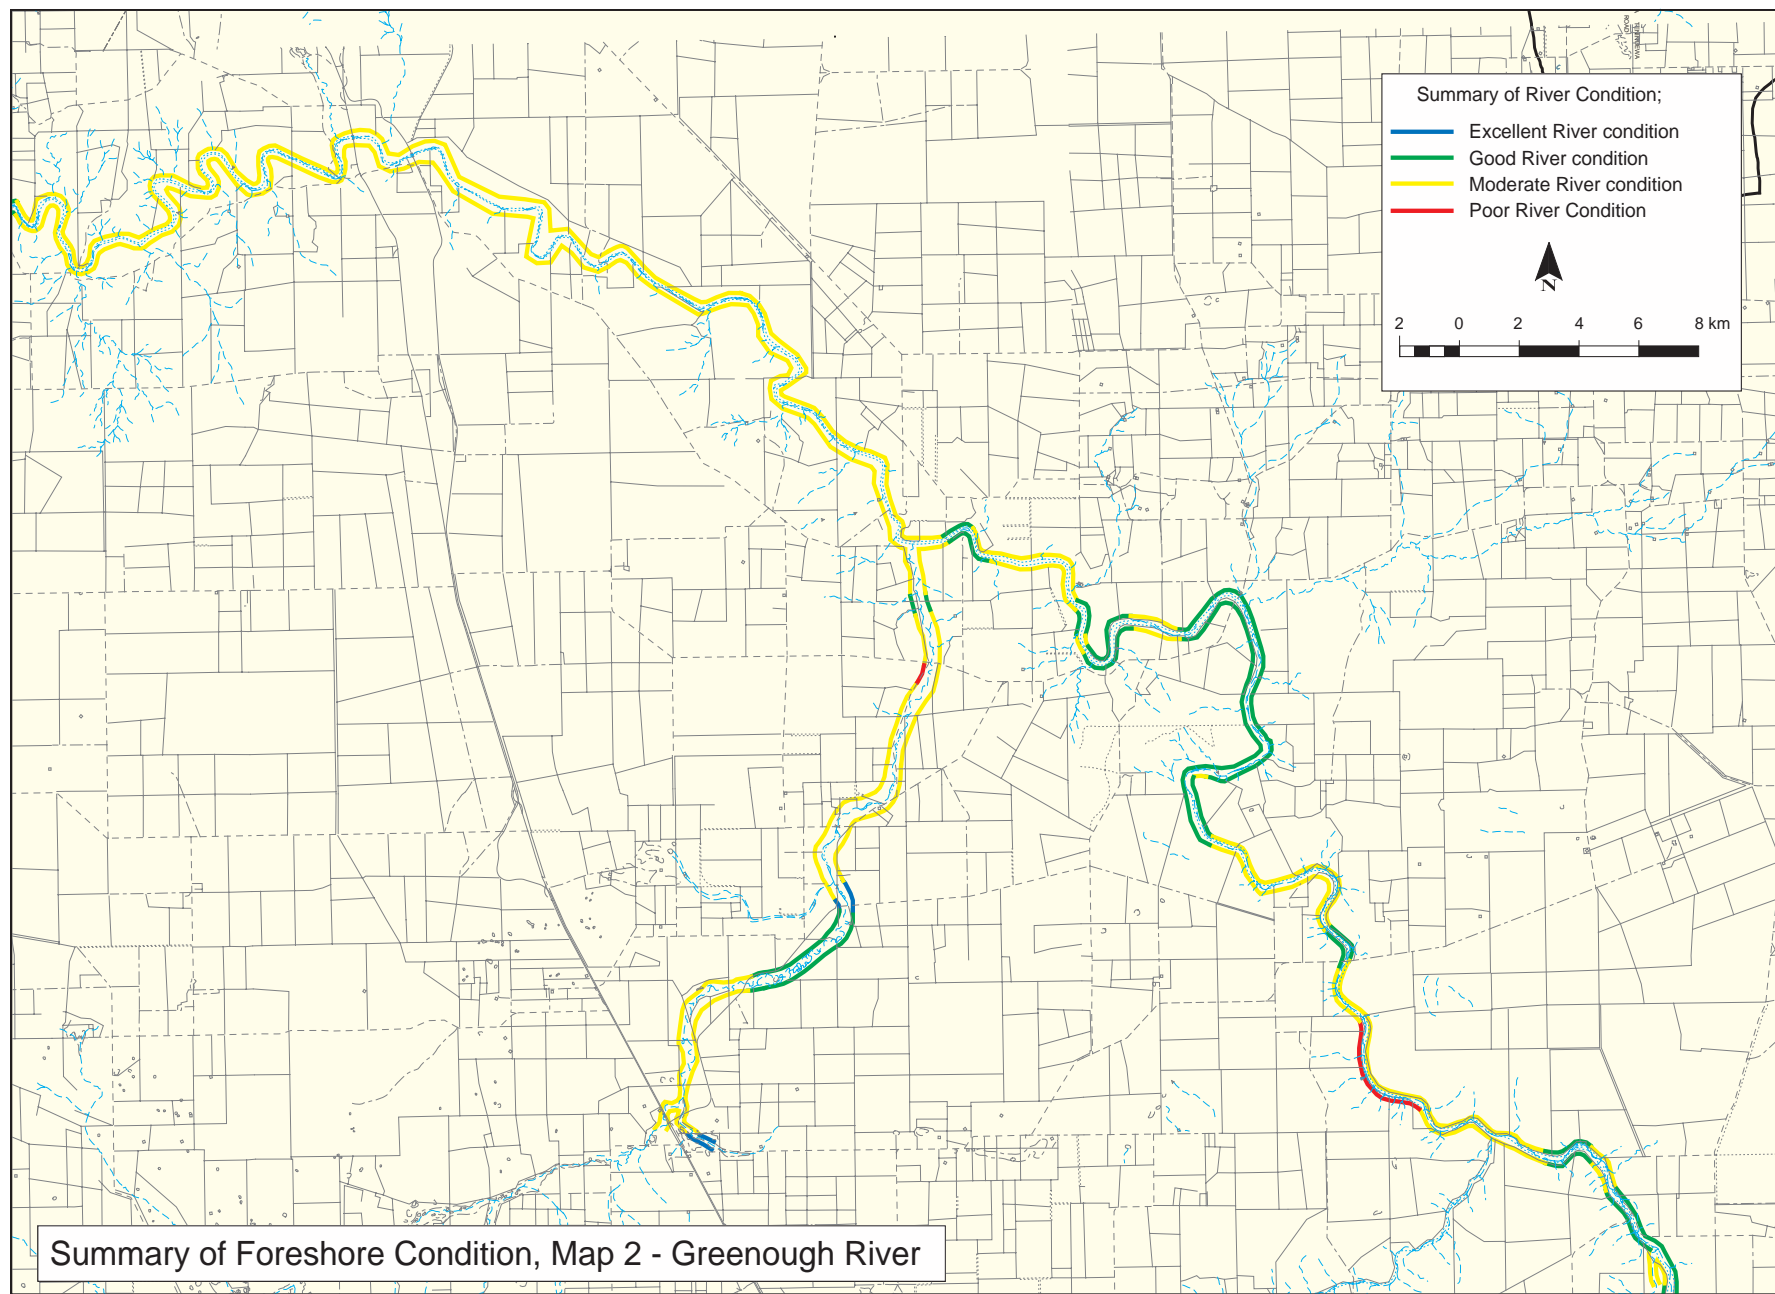 Summary of River Condition;
Excellent River condition
Good River condition
Moderate River condition
Poor River Condition
N
2 0 2 4 6 8 km
Summary of Foreshore Condition, Map 2 - Greenough River